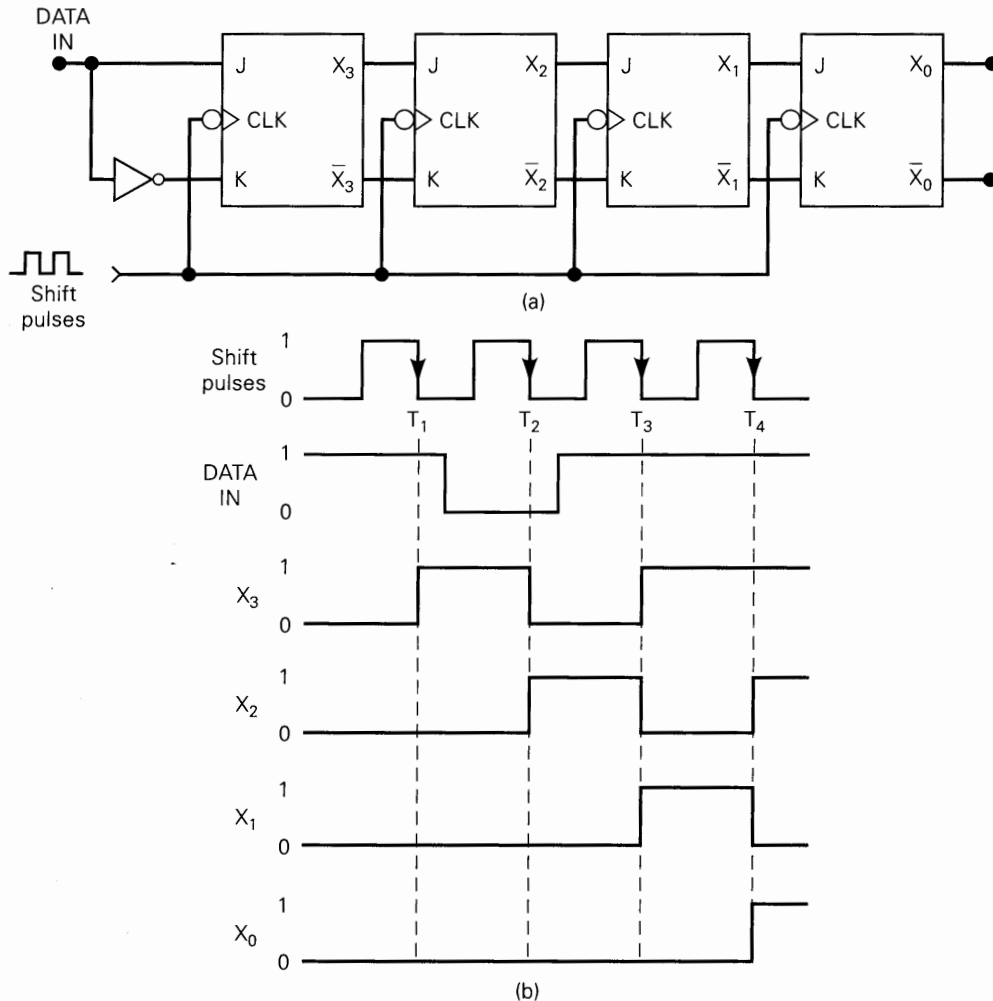 DATA
IN
J X₃ J X₂ J X₁ J X₀
CLK CLK CLK CLK
K X̄₃ K X̄₂ K X̄₁ K X̄₀
Shift
pulses
(a)
Shift
pulses
1
0
T₁ T₂ T₃ T₄
DATA
IN
1
0
X₃
1
0
X₂
1
0
X₁
1
0
X₀
1
0
(b)